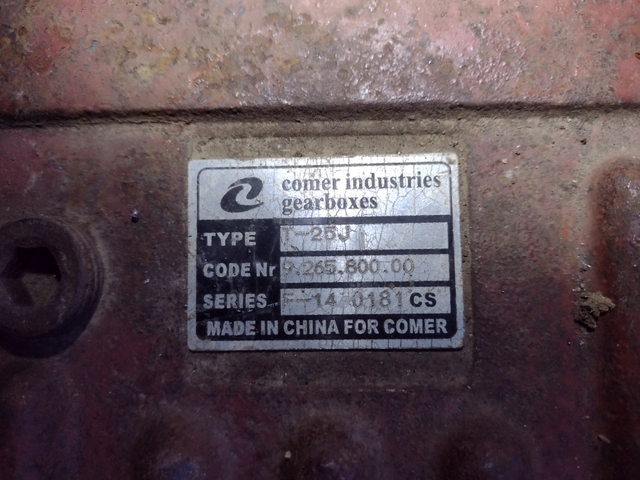 comer industries
gearboxes
TYPE T-25J
CODE Nr 9.265.800.00
SERIES F-14 0181 CS
MADE IN CHINA FOR COMER